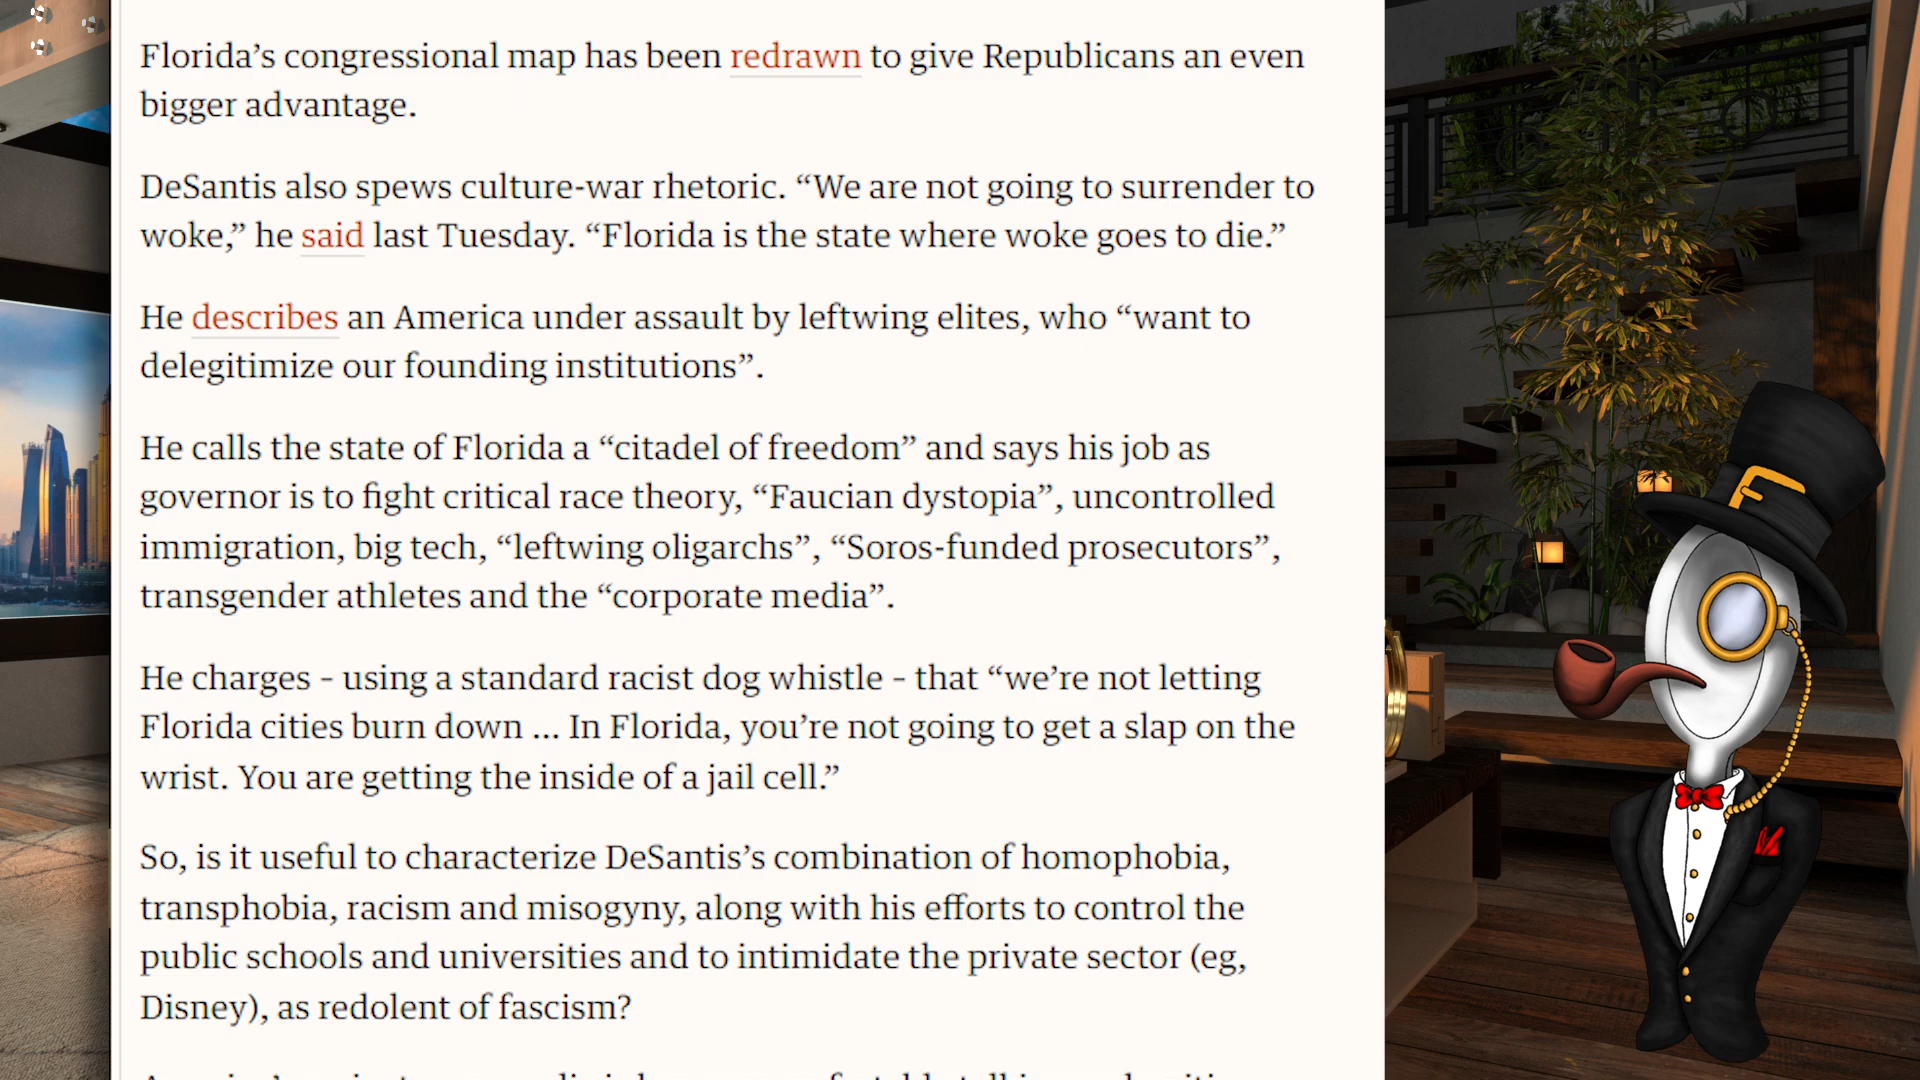 Florida’s congressional map has been redrawn to give Republicans an even
bigger advantage.
DeSantis also spews culture-war rhetoric. “We are not going to surrender to
woke,” he said last Tuesday. “Florida is the state where woke goes to die.”
He describes an America under assault by leftwing elites, who “want to
delegitimize our founding institutions”.
He calls the state of Florida a “citadel of freedom” and says his job as
governor is to fight critical race theory, “Faucian dystopia”, uncontrolled
immigration, big tech, “leftwing oligarchs”, “Soros-funded prosecutors”,
transgender athletes and the “corporate media”.
He charges – using a standard racist dog whistle – that “we’re not letting
Florida cities burn down … In Florida, you’re not going to get a slap on the
wrist. You are getting the inside of a jail cell.”
So, is it useful to characterize DeSantis’s combination of homophobia,
transphobia, racism and misogyny, along with his efforts to control the
public schools and universities and to intimidate the private sector (eg,
Disney), as redolent of fascism?